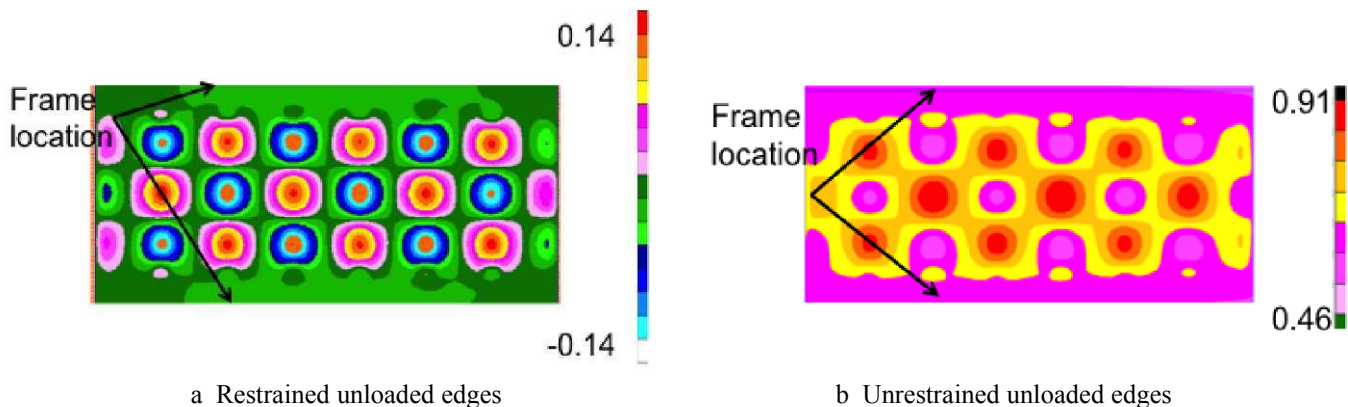 0.14
Frame
location
-0.14
0.91
Frame
location
0.46
a Restrained unloaded edges
b Unrestrained unloaded edges